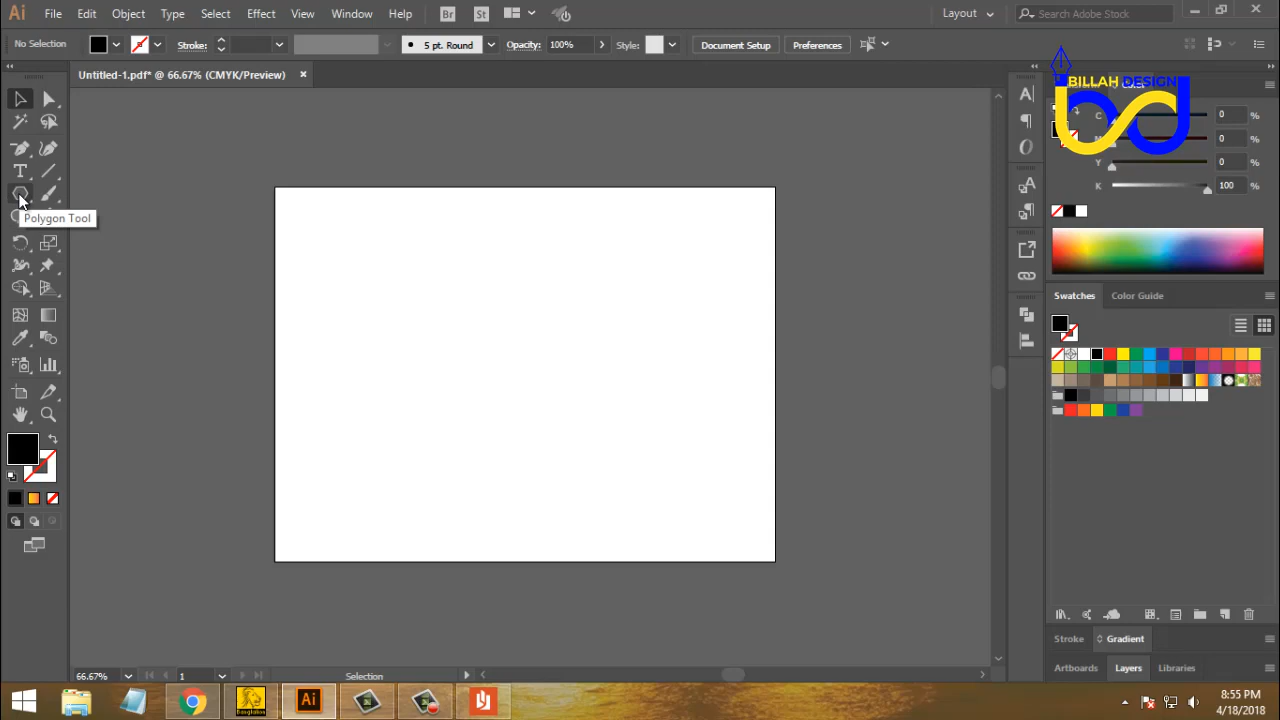 Ai File Edit Object Type Select Effect View Window Help Br St Layout Search Adobe Stock
No Selection Stroke: 5 pt. Round Opacity: 100% Style: Document Setup Preferences
Untitled-1.pdf* @ 66.67% (CMYK/Preview)
BILLAH DESIGN
Color
C 0 %
M 0 %
Y 0 %
K 100 %
Polygon Tool
Swatches Color Guide
Stroke Gradient
Artboards Layers Libraries
66.67% 1 Selection
Banglalion
Ai
8:55 PM
4/18/2018